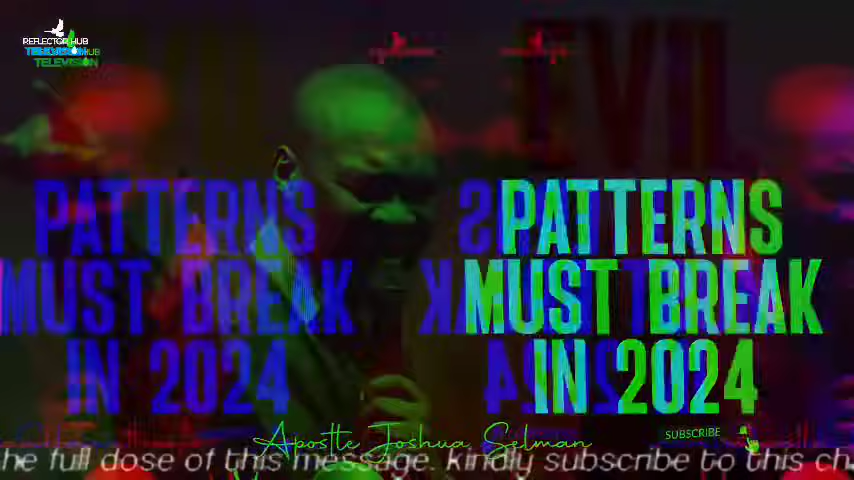 REFLECTOR HUB
TELEVISION
EVIL
PATTERNS
MUST BREAK
IN 2024
PATTERNS
MUST BREAK
IN 2024
Apostle Joshua Selman
SUBSCRIBE
he full dose of this message. kindly subscribe to this ch